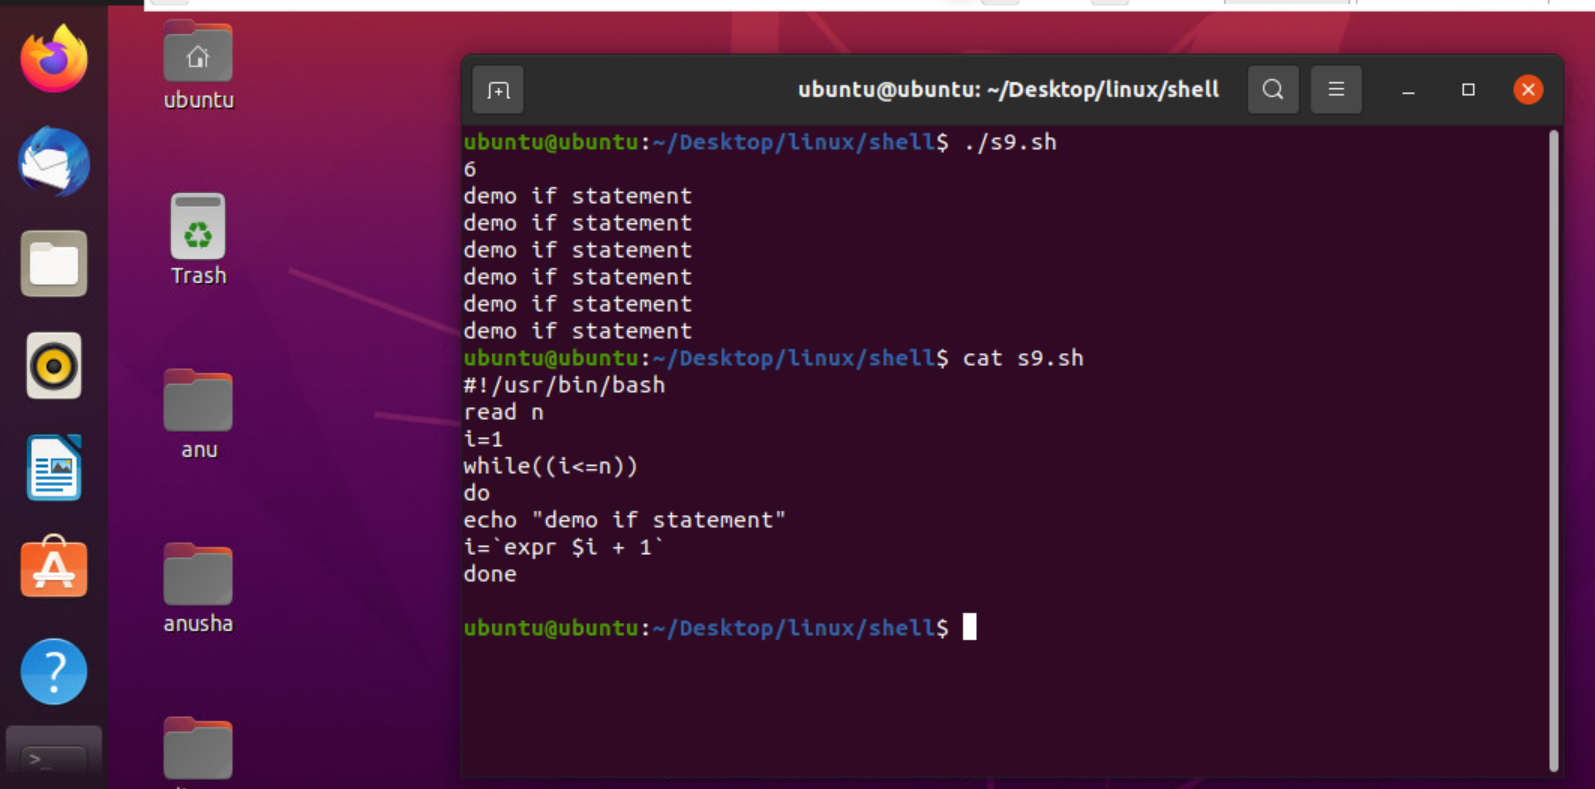 ubuntu
Trash
anu
anusha
ubuntu@ubuntu: ~/Desktop/linux/shell
ubuntu@ubuntu:~/Desktop/linux/shell$ ./s9.sh
6
demo if statement
demo if statement
demo if statement
demo if statement
demo if statement
demo if statement
ubuntu@ubuntu:~/Desktop/linux/shell$ cat s9.sh
#!/usr/bin/bash
read n
i=1
while((i<=n))
do
echo "demo if statement"
i=`expr $i + 1`
done
ubuntu@ubuntu:~/Desktop/linux/shell$